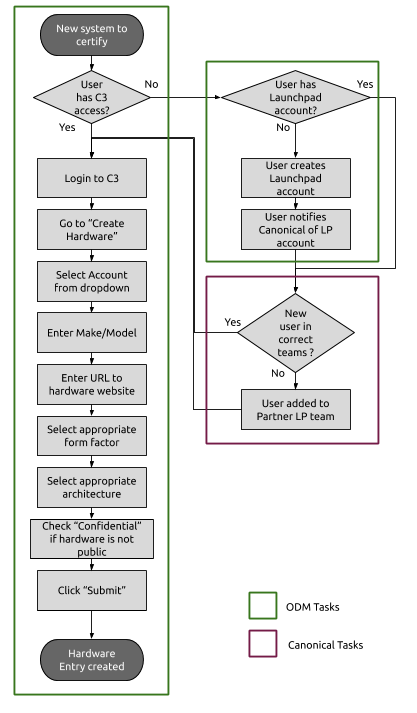 New system to
certify
User
has C3
access?
No
Yes
User has
Launchpad
account?
Yes
No
Login to C3
User creates
Launchpad
account
Go to "Create
Hardware"
User notifies
Canonical of LP
account
Select Account
from dropdown
Enter Make/Model
New
user in
correct
teams ?
Yes
No
Enter URL to
hardware website
User added to
Partner LP team
Select appropriate
form factor
Select appropriate
architecture
Check "Confidential"
if hardware is not
public
Click "Submit"
Hardware
Entry created
ODM Tasks
Canonical Tasks